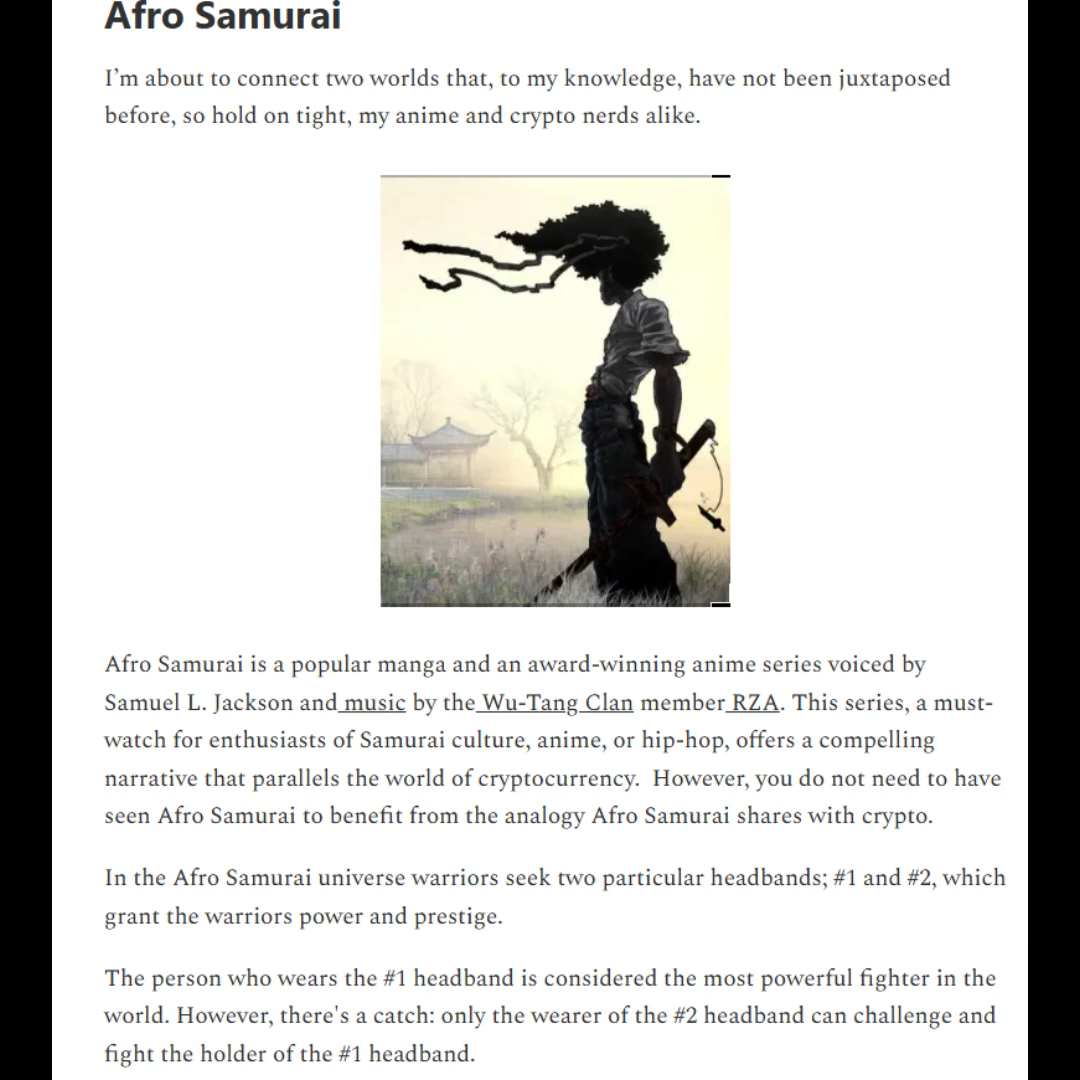 Afro Samurai
I’m about to connect two worlds that, to my knowledge, have not been juxtaposed
before, so hold on tight, my anime and crypto nerds alike.
Afro Samurai is a popular manga and an award-winning anime series voiced by
Samuel L. Jackson and music by the Wu-Tang Clan member RZA. This series, a must-
watch for enthusiasts of Samurai culture, anime, or hip-hop, offers a compelling
narrative that parallels the world of cryptocurrency.  However, you do not need to have
seen Afro Samurai to benefit from the analogy Afro Samurai shares with crypto.
In the Afro Samurai universe warriors seek two particular headbands; #1 and #2, which
grant the warriors power and prestige.
The person who wears the #1 headband is considered the most powerful fighter in the
world. However, there's a catch: only the wearer of the #2 headband can challenge and
fight the holder of the #1 headband.